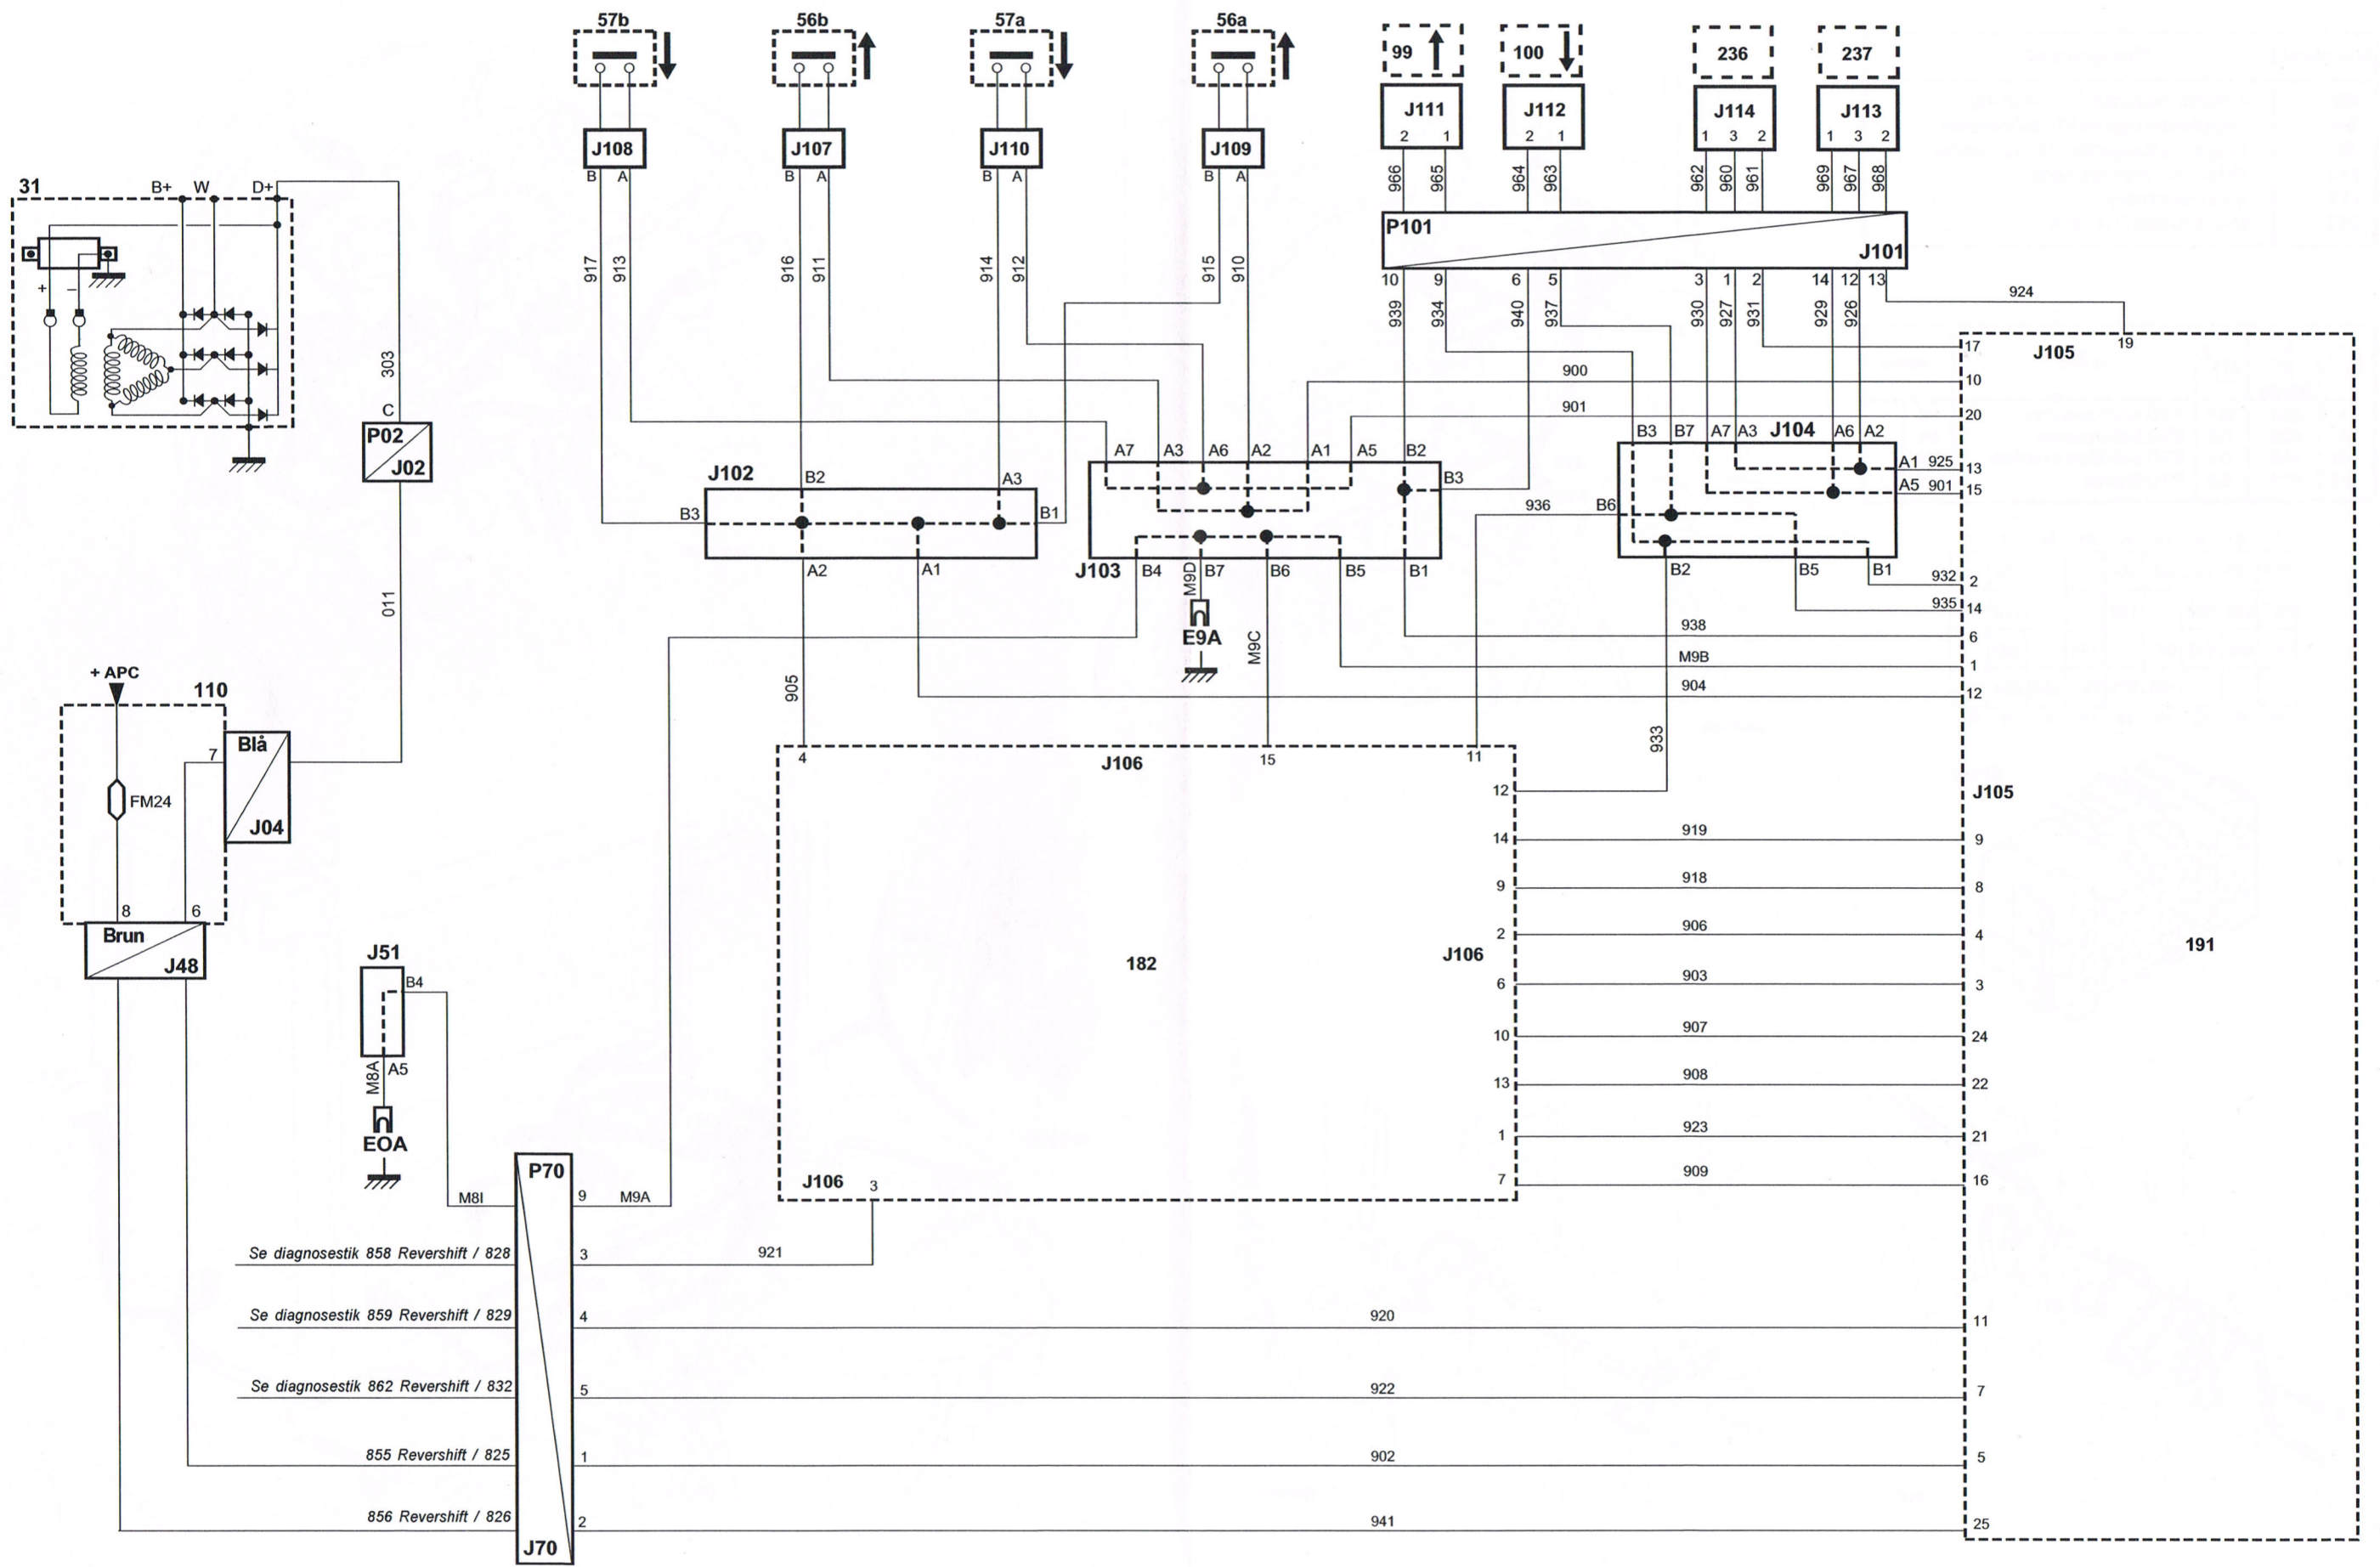 57b
56b
57a
56a
99
100
236
237
J108
J107
J110
J109
J111
J112
J114
J113
2 1
2 1
1 3 2
1 3 2
B A
B A
B A
B A
966
965
964
963
962
960
961
969
967
968
31
B+ W D+
+ −
P101
J101
10 9 6 5 3 1 2 14 12 13
917
913
916
911
914
912
915
910
939
934
940
937
930
927
931
929
926
924
303
C
P02
J02
17
J105
19
900
10
901
20
A7 A3 A6 A2 A1 A5 B2
B3
B3 B7 A7 A3 J104 A6 A2
J102
B2
A3
B3
B1
A1 925 13
A5 901 15
936
B6
A2
A1
J103
B4
M9D
B7
B6
B5
B1
B2
B5
B1
932 2
935 14
011
E9A
M9C
938
6
M9B
1
904
12
905
933
+ APC
110
7
Blå
J04
FM24
8
6
Brun
J48
4
J106
15
11
12
J105
14 919 9
9 918 8
2 906 4
J106
182
191
6 903 3
10 907 24
13 908 22
1 923 21
7 909 16
J106
3
J51
B4
M8A
A5
EOA
P70
M8I
9
M9A
Se diagnosestik 858 Revershift / 828
3
921
Se diagnosestik 859 Revershift / 829
4
920
11
Se diagnosestik 862 Revershift / 832
5
922
7
855 Revershift / 825
1
902
5
856 Revershift / 826
2
941
25
J70